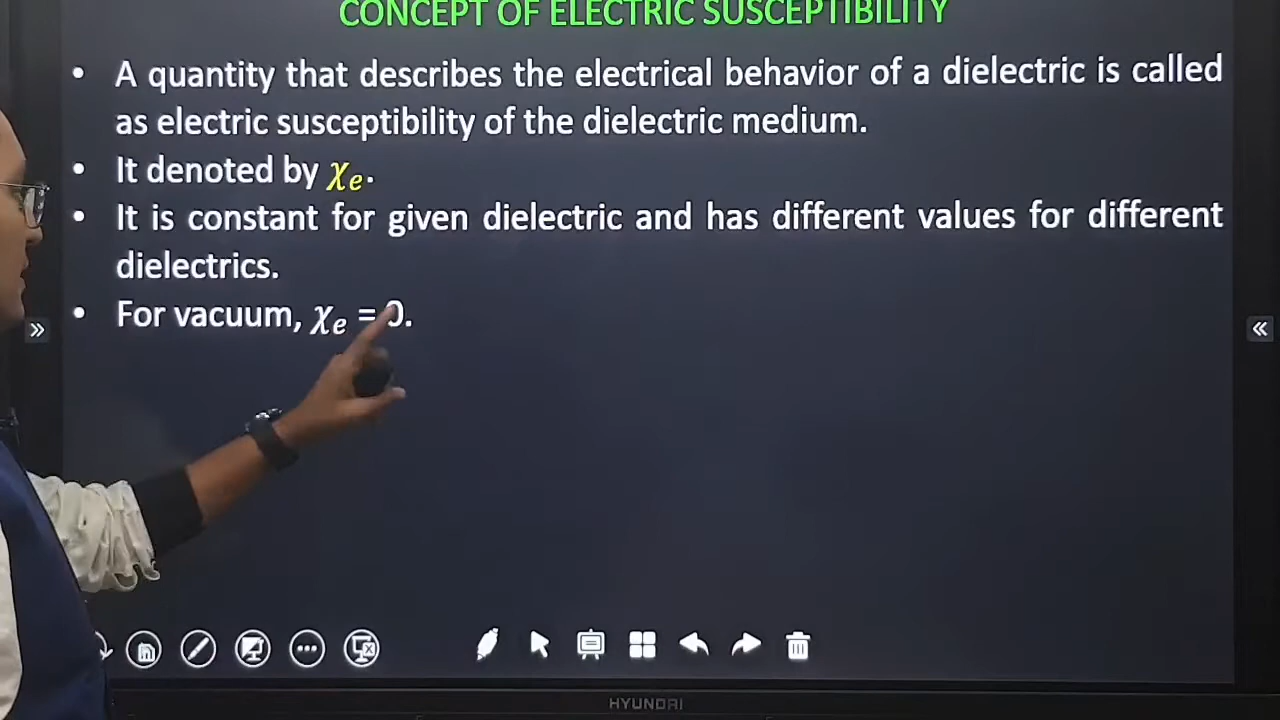 CONCEPT OF ELECTRIC SUSCEPTIBILITY
• A quantity that describes the electrical behavior of a dielectric is called
as electric susceptibility of the dielectric medium.
• It denoted by χₑ.
• It is constant for given dielectric and has different values for different
dielectrics.
• For vacuum, χₑ = 0.
HYUNDAI